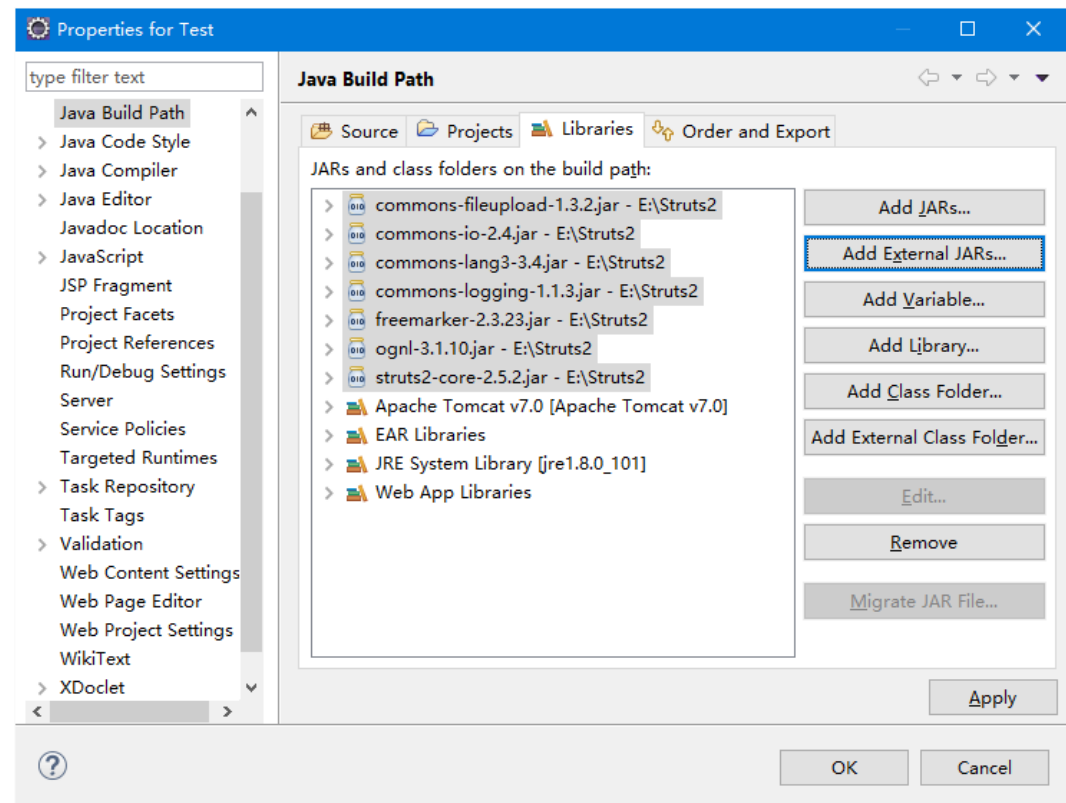 Properties for Test
type filter text
Java Build Path
Java Code Style
Java Compiler
Java Editor
Javadoc Location
JavaScript
JSP Fragment
Project Facets
Project References
Run/Debug Settings
Server
Service Policies
Targeted Runtimes
Task Repository
Task Tags
Validation
Web Content Settings
Web Page Editor
Web Project Settings
WikiText
XDoclet
Java Build Path
Source Projects Libraries Order and Export
JARs and class folders on the build path:
commons-fileupload-1.3.2.jar - E:\Struts2
commons-io-2.4.jar - E:\Struts2
commons-lang3-3.4.jar - E:\Struts2
commons-logging-1.1.3.jar - E:\Struts2
freemarker-2.3.23.jar - E:\Struts2
ognl-3.1.10.jar - E:\Struts2
struts2-core-2.5.2.jar - E:\Struts2
Apache Tomcat v7.0 [Apache Tomcat v7.0]
EAR Libraries
JRE System Library [jre1.8.0_101]
Web App Libraries
Add JARs...
Add External JARs...
Add Variable...
Add Library...
Add Class Folder...
Add External Class Folder...
Edit...
Remove
Migrate JAR File...
Apply
OK
Cancel